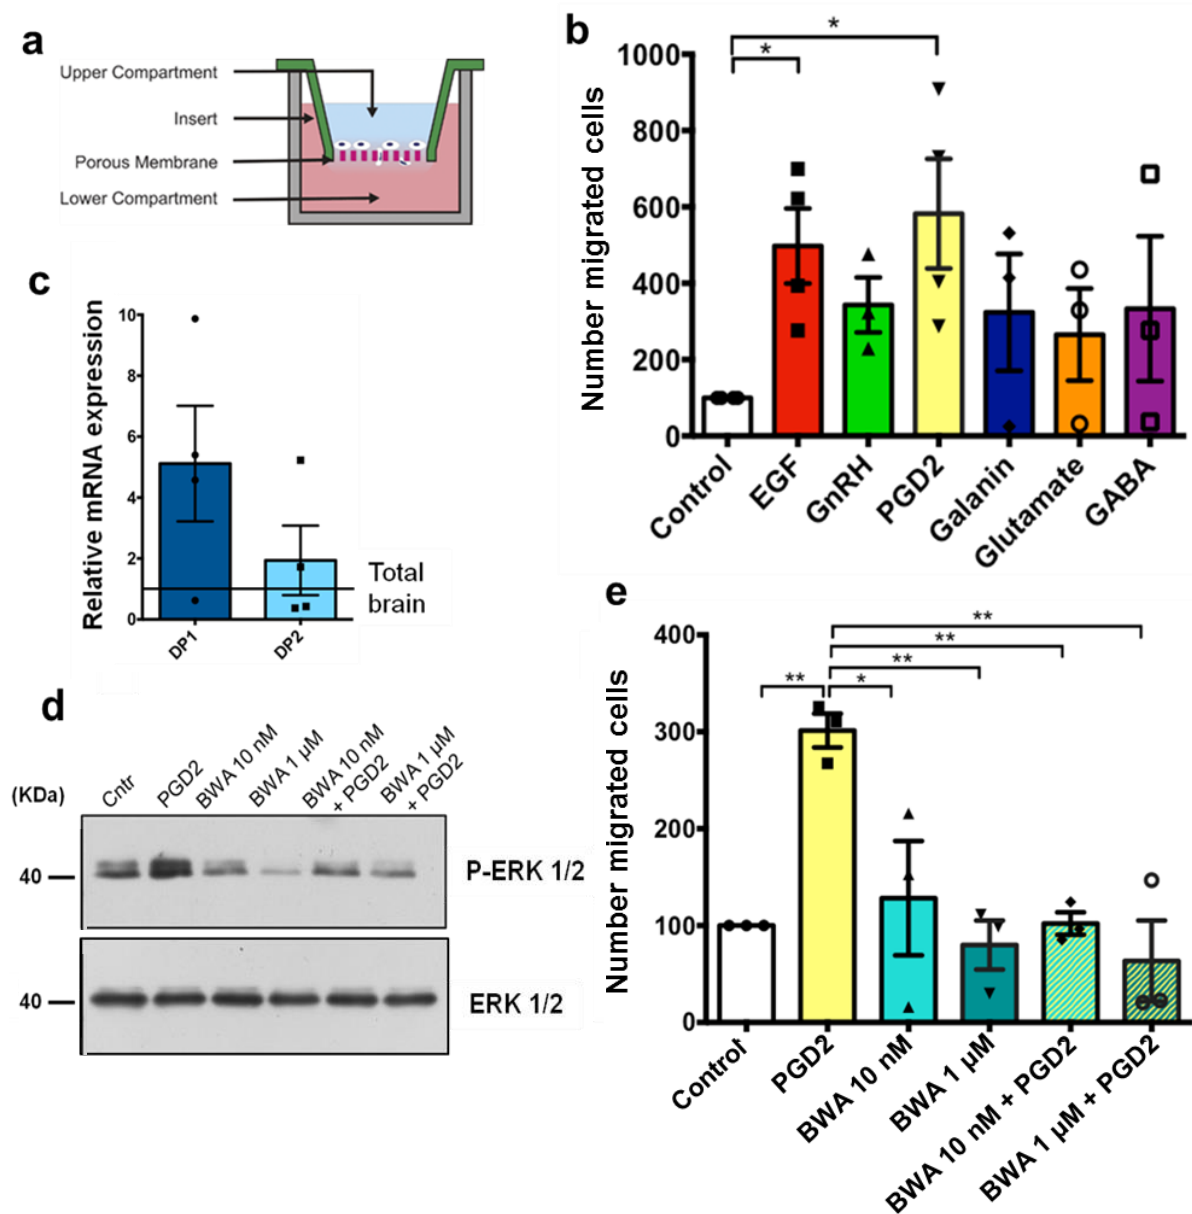 a
Upper Compartment
Insert
Porous Membrane
Lower Compartment
b
Number migrated cells
1000
800
600
400
200
0
*
*
Control
EGF
GnRH
PGD2
Galanin
Glutamate
GABA
c
Relative mRNA expression
10
8
6
4
2
0
DP1
DP2
Total
brain
d
(KDa)
Cntr
PGD2
BWA 10 nM
BWA 1 µM
BWA 10 nM
+ PGD2
BWA 1 µM
+ PGD2
40
P-ERK 1/2
40
ERK 1/2
e
Number migrated cells
400
300
200
100
0
**
*
**
**
**
Control
PGD2
BWA 10 nM
BWA 1 µM
BWA 10 nM + PGD2
BWA 1 µM + PGD2